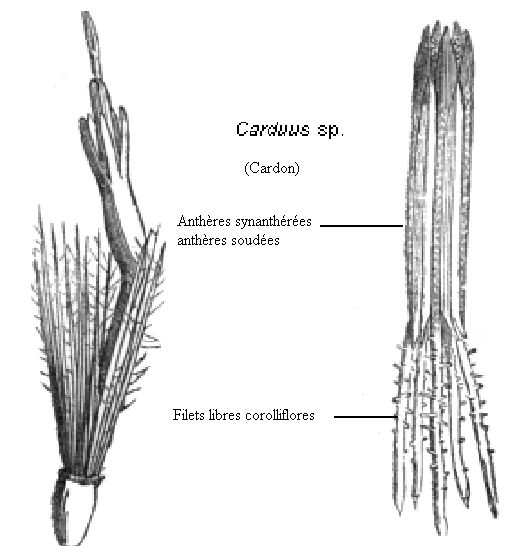 Carduus sp.
(Cardon)
Anthères synanthérées
anthères soudées
Filets libres corolliflores